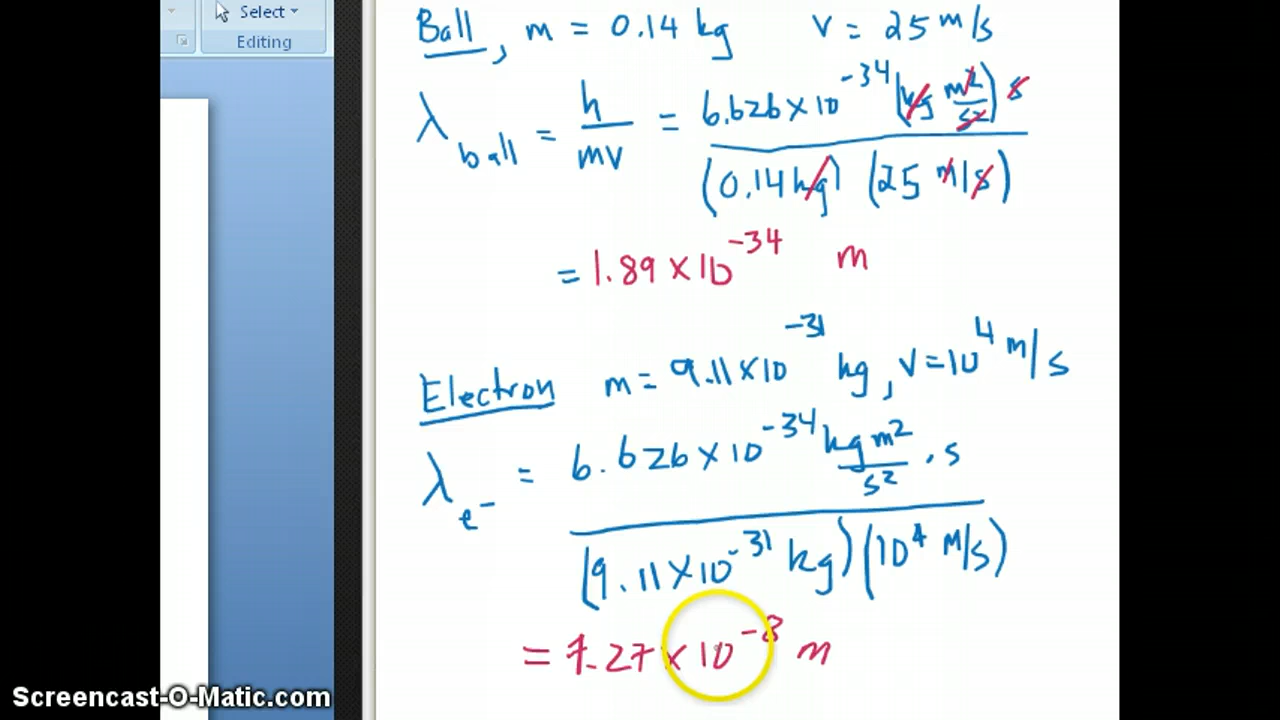 Select
Editing
Ball, m = 0.14 kg v = 25 m/s
λ ball = h/mv = 6.626 × 10^-34 (kg m²/s²) s
(0.14 kg) (25 m/s)
= 1.89 × 10^-34 m
Electron m = 9.11 × 10^-31 kg, v = 10^4 m/s
λ e- = 6.626 × 10^-34 kg m²/s² · s
(9.11 × 10^-31 kg)(10^4 m/s)
= 7.27 × 10^-8 m
Screencast-O-Matic.com